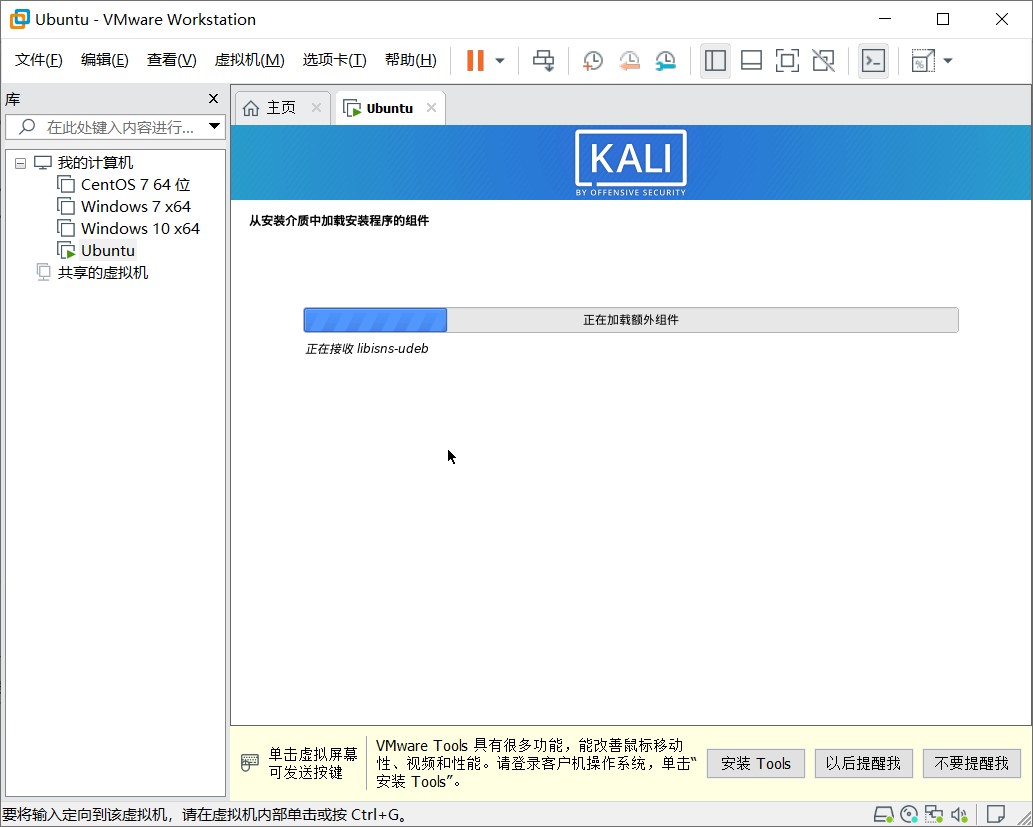 Ubuntu - VMware Workstation
文件(F) 编辑(E) 查看(V) 虚拟机(M) 选项卡(T) 帮助(H)
库
在此处键入内容进行...
我的计算机
CentOS 7 64 位
Windows 7 x64
Windows 10 x64
Ubuntu
共享的虚拟机
主页
Ubuntu
KALI
BY OFFENSIVE SECURITY
从安装介质中加载安装程序的组件
正在加载额外组件
正在接收 libisns-udeb
单击虚拟屏幕
可发送按键
VMware Tools 具有很多功能，能改善鼠标移动
性、视频和性能。请登录客户机操作系统，单击“
安装 Tools”。
安装 Tools
以后提醒我
不要提醒我
要将输入定向到该虚拟机，请在虚拟机内部单击或按 Ctrl+G。